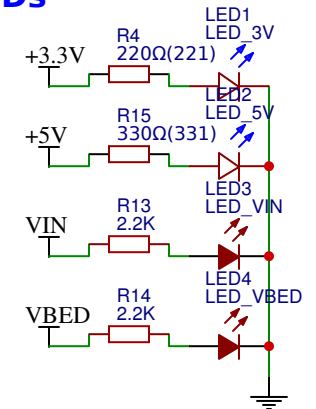 LED1
R4 LED_3V
+3.3V 220Ω(221)
LED2
R15 LED_5V
+5V 330Ω(331)
LED3
R13 LED_VIN
VIN 2.2K
LED4
R14 LED_VBED
VBED 2.2K